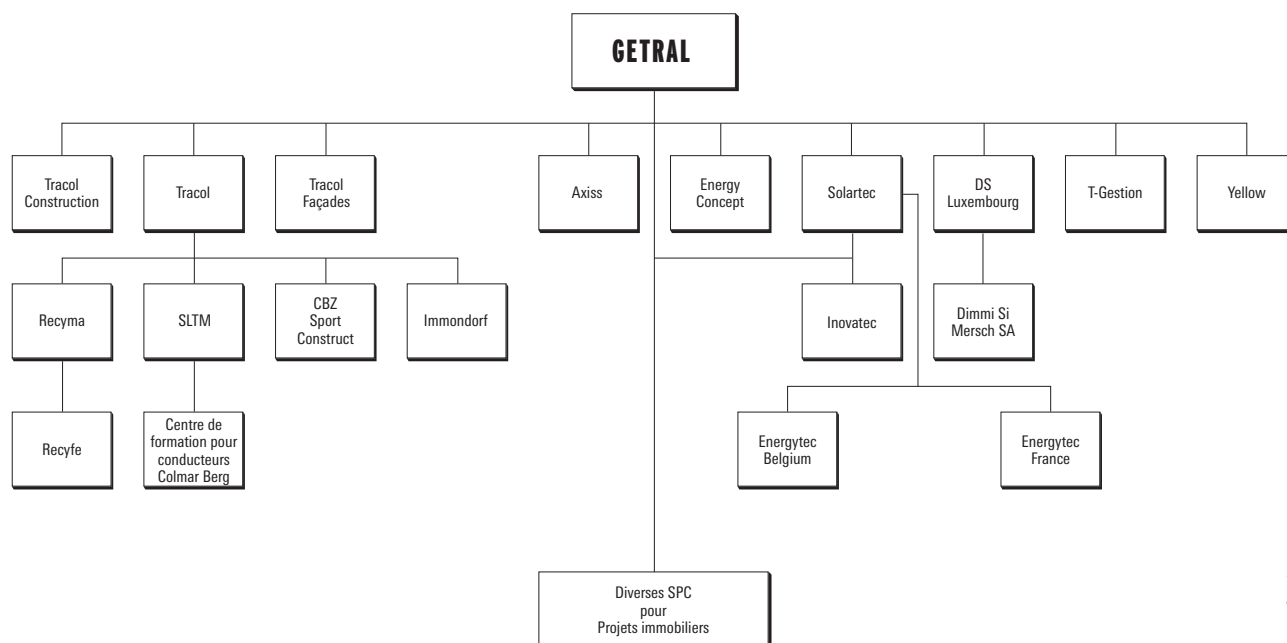 GETRAL
Tracol
Construction
Tracol
Tracol
Façades
Axiss
Energy
Concept
Solartec
DS
Luxembourg
T-Gestion
Yellow
Recyma
SLTM
CBZ
Sport
Construct
Immondorf
Inovatec
Dimmi Si
Mersch SA
Recyfe
Centre de
formation pour
conducteurs
Colmar Berg
Energytec
Belgium
Energytec
France
Diverses SPC
pour
Projets immobiliers